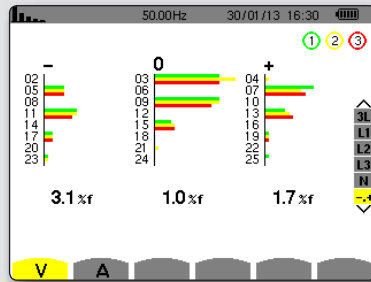 50.00Hz 30/01/13 16:30
1 2 3
- 0 +
02 03 04
05 06 07
08 09 10
11 12 13
14 15 16
17 18 19
20 21 22
23 24 25
3L
L1
L2
L3
N
-.+
3.1 %f 1.0 %f 1.7 %f
V A